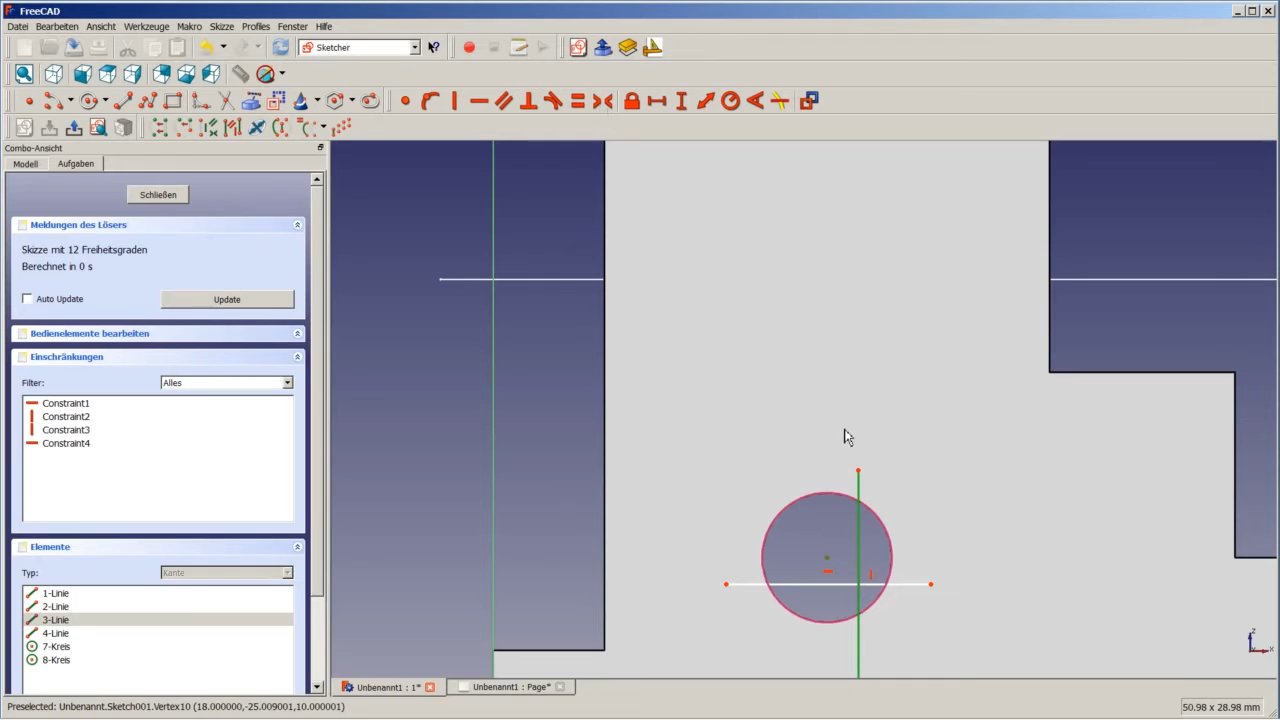 FreeCAD
Datei Bearbeiten Ansicht Werkzeuge Makro Skizze Profiles Fenster Hilfe
Sketcher
Combo-Ansicht
Modell Aufgaben
Schließen
Meldungen des Lösers
Skizze mit 12 Freiheitsgraden
Berechnet in 0 s
Auto Update Update
Bedienelemente bearbeiten
Einschränkungen
Filter: Alles
Constraint1
Constraint2
Constraint3
Constraint4
Elemente
Typ: Kante
1-Linie
2-Linie
3-Linie
4-Linie
7-Kreis
8-Kreis
z
x
Unbenannt1 : 1* Unbenannt1 : Page*
Preselected: Unbenannt.Sketch001.Vertex10 (18.000000,-25.009001,10.000001) 50.98 x 28.98 mm